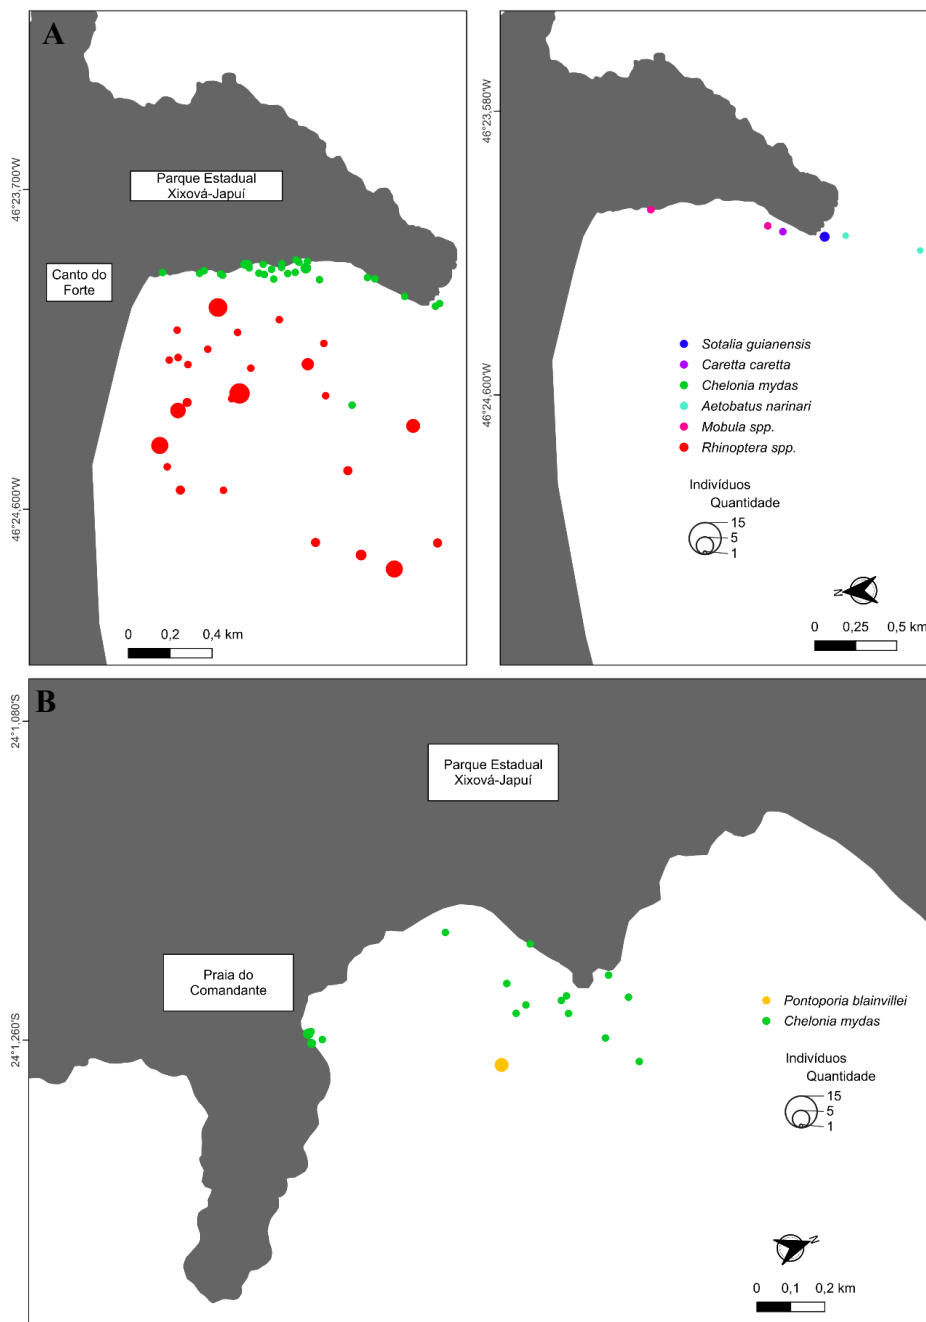 A
46°23,700'W
Parque Estadual
Xixová-Japuí
Canto do
Forte
46°24,600'W
0 0,2 0,4 km
46°23,580'W
46°24,600'W
Sotalia guianensis
Caretta caretta
Chelonia mydas
Aetobatus narinari
Mobula spp.
Rhinoptera spp.
Indivíduos
Quantidade
15
5
1
N
0 0,25 0,5 km
B
24°1,080'S
Parque Estadual
Xixová-Japuí
Praia do
Comandante
24°1,260'S
Pontoporia blainvillei
Chelonia mydas
Indivíduos
Quantidade
15
5
1
N
0 0,1 0,2 km